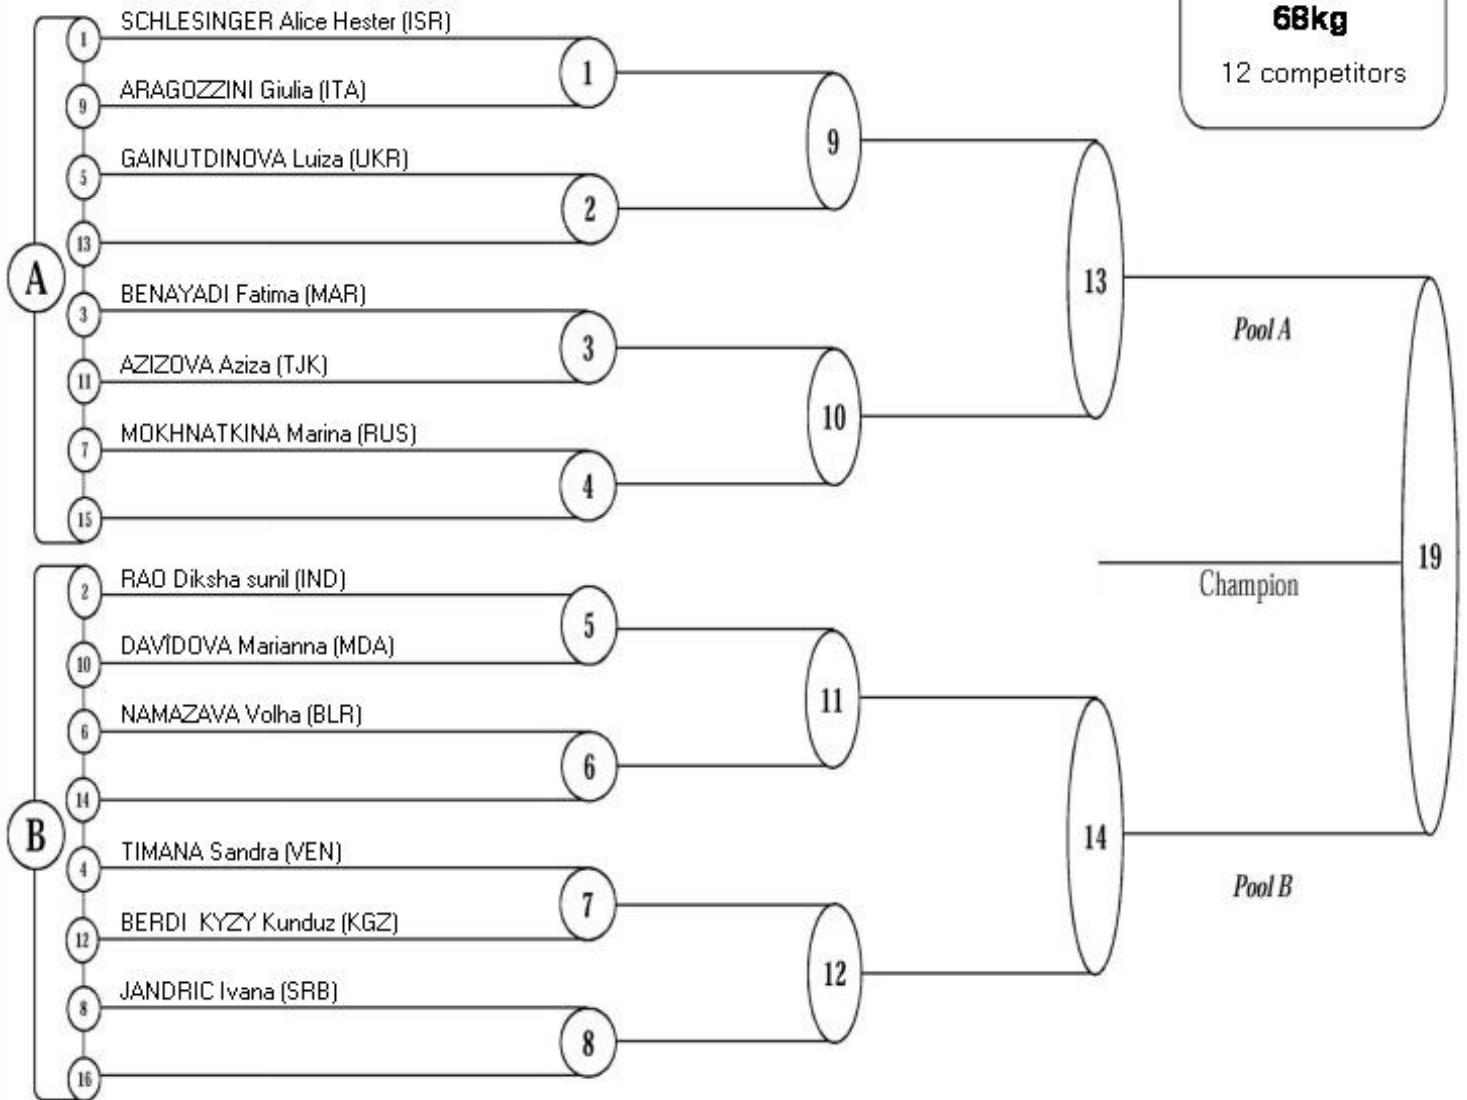 68kg
12 competitors
1 SCHLESINGER Alice Hester (ISR)
9 ARAGOZZINI Giulia (ITA)
5 GAINUTDINOVA Luiza (UKR)
13
3 BENAYADI Fatima (MAR)
11 AZIZOVA Aziza (TJK)
7 MOKHNATKINA Marina (RUS)
15
A
1
2
3
4
9
10
13
Pool A
2 RAO Diksha sunil (IND)
10 DAVÎDOVA Marianna (MDA)
6 NAMAZAVA Volha (BLR)
14
4 TIMANA Sandra (VEN)
12 BERDI KYZY Kunduz (KGZ)
8 JANDRIC Ivana (SRB)
16
B
5
6
7
8
11
12
14
Pool B
Champion
19